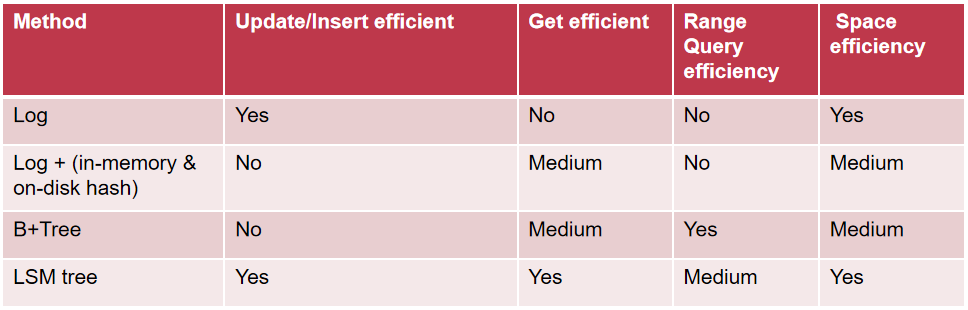 Method Update/Insert efficient Get efficient Range Query efficiency Space efficiency
Log Yes No No Yes
Log + (in-memory & on-disk hash) No Medium No Medium
B+Tree No Medium Yes Medium
LSM tree Yes Yes Medium Yes